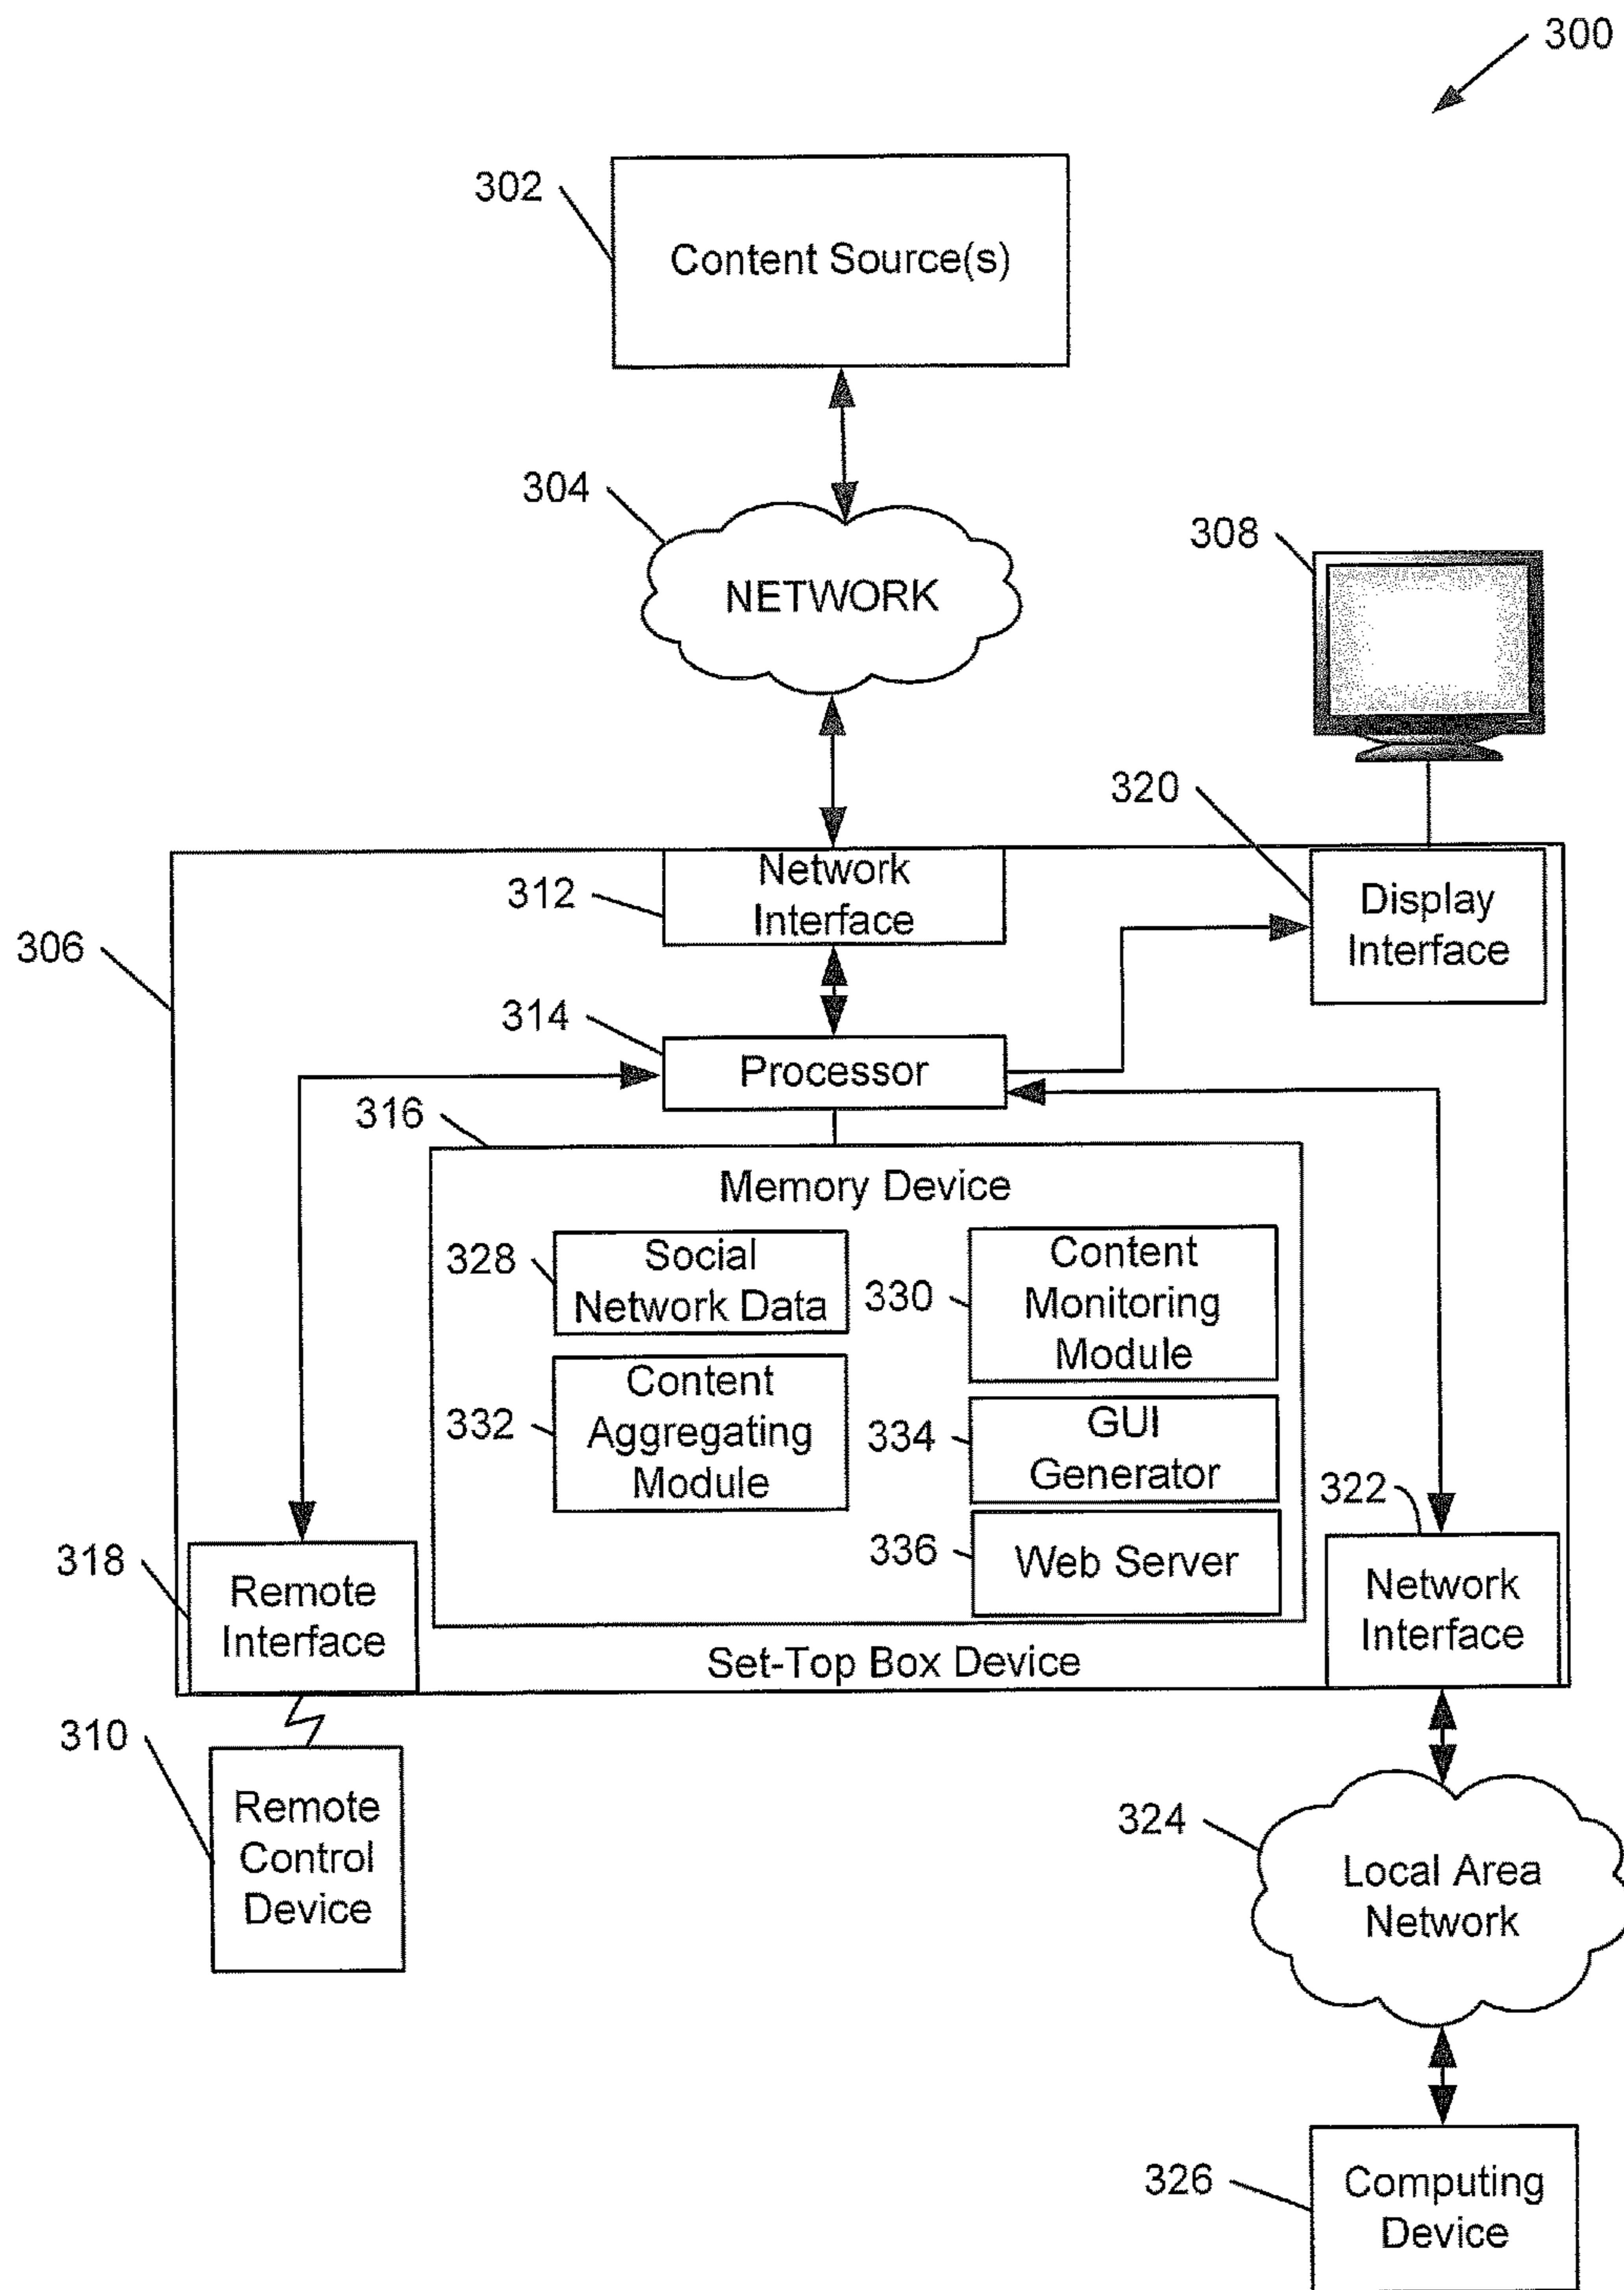 300
302
Content Source(s)
304
NETWORK
308
320
312
Network
Interface
Display
Interface
306
314
Processor
316
Memory Device
328
Social
Network Data
330
Content
Monitoring
Module
332
Content
Aggregating
Module
334
GUI
Generator
322
336
Web Server
318
Remote
Interface
Network
Interface
Set-Top Box Device
310
Remote
Control
Device
324
Local Area
Network
326
Computing
Device